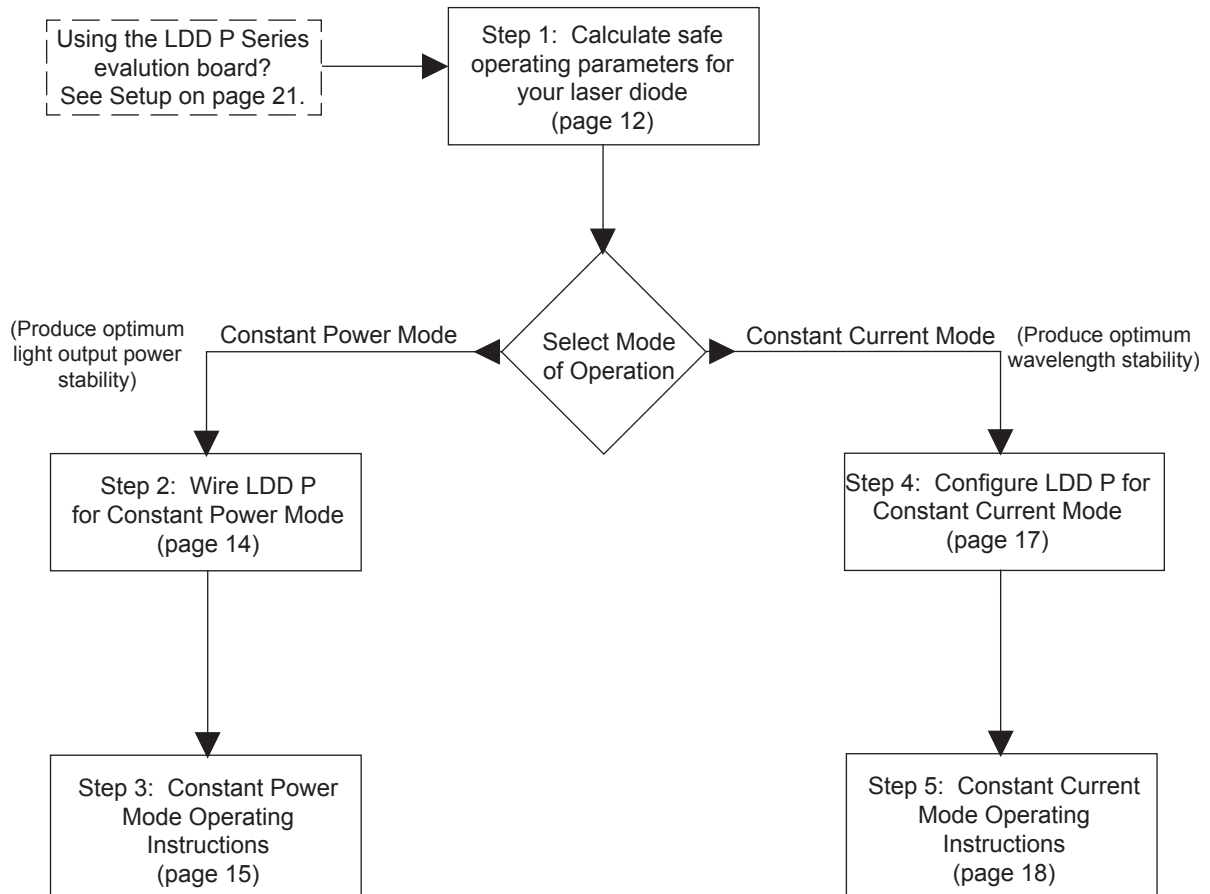 Using the LDD P Series
evalution board?
See Setup on page 21.
Step 1:  Calculate safe
operating parameters for
your laser diode
(page 12)
Select Mode
of Operation
(Produce optimum
light output power
stability)
Constant Power Mode
Constant Current Mode
(Produce optimum
wavelength stability)
Step 2:  Wire LDD P
for Constant Power Mode
(page 14)
Step 3:  Constant Power
Mode Operating
Instructions
(page 15)
Step 4:  Configure LDD P for
Constant Current Mode
(page 17)
Step 5:  Constant Current
Mode Operating
Instructions
(page 18)